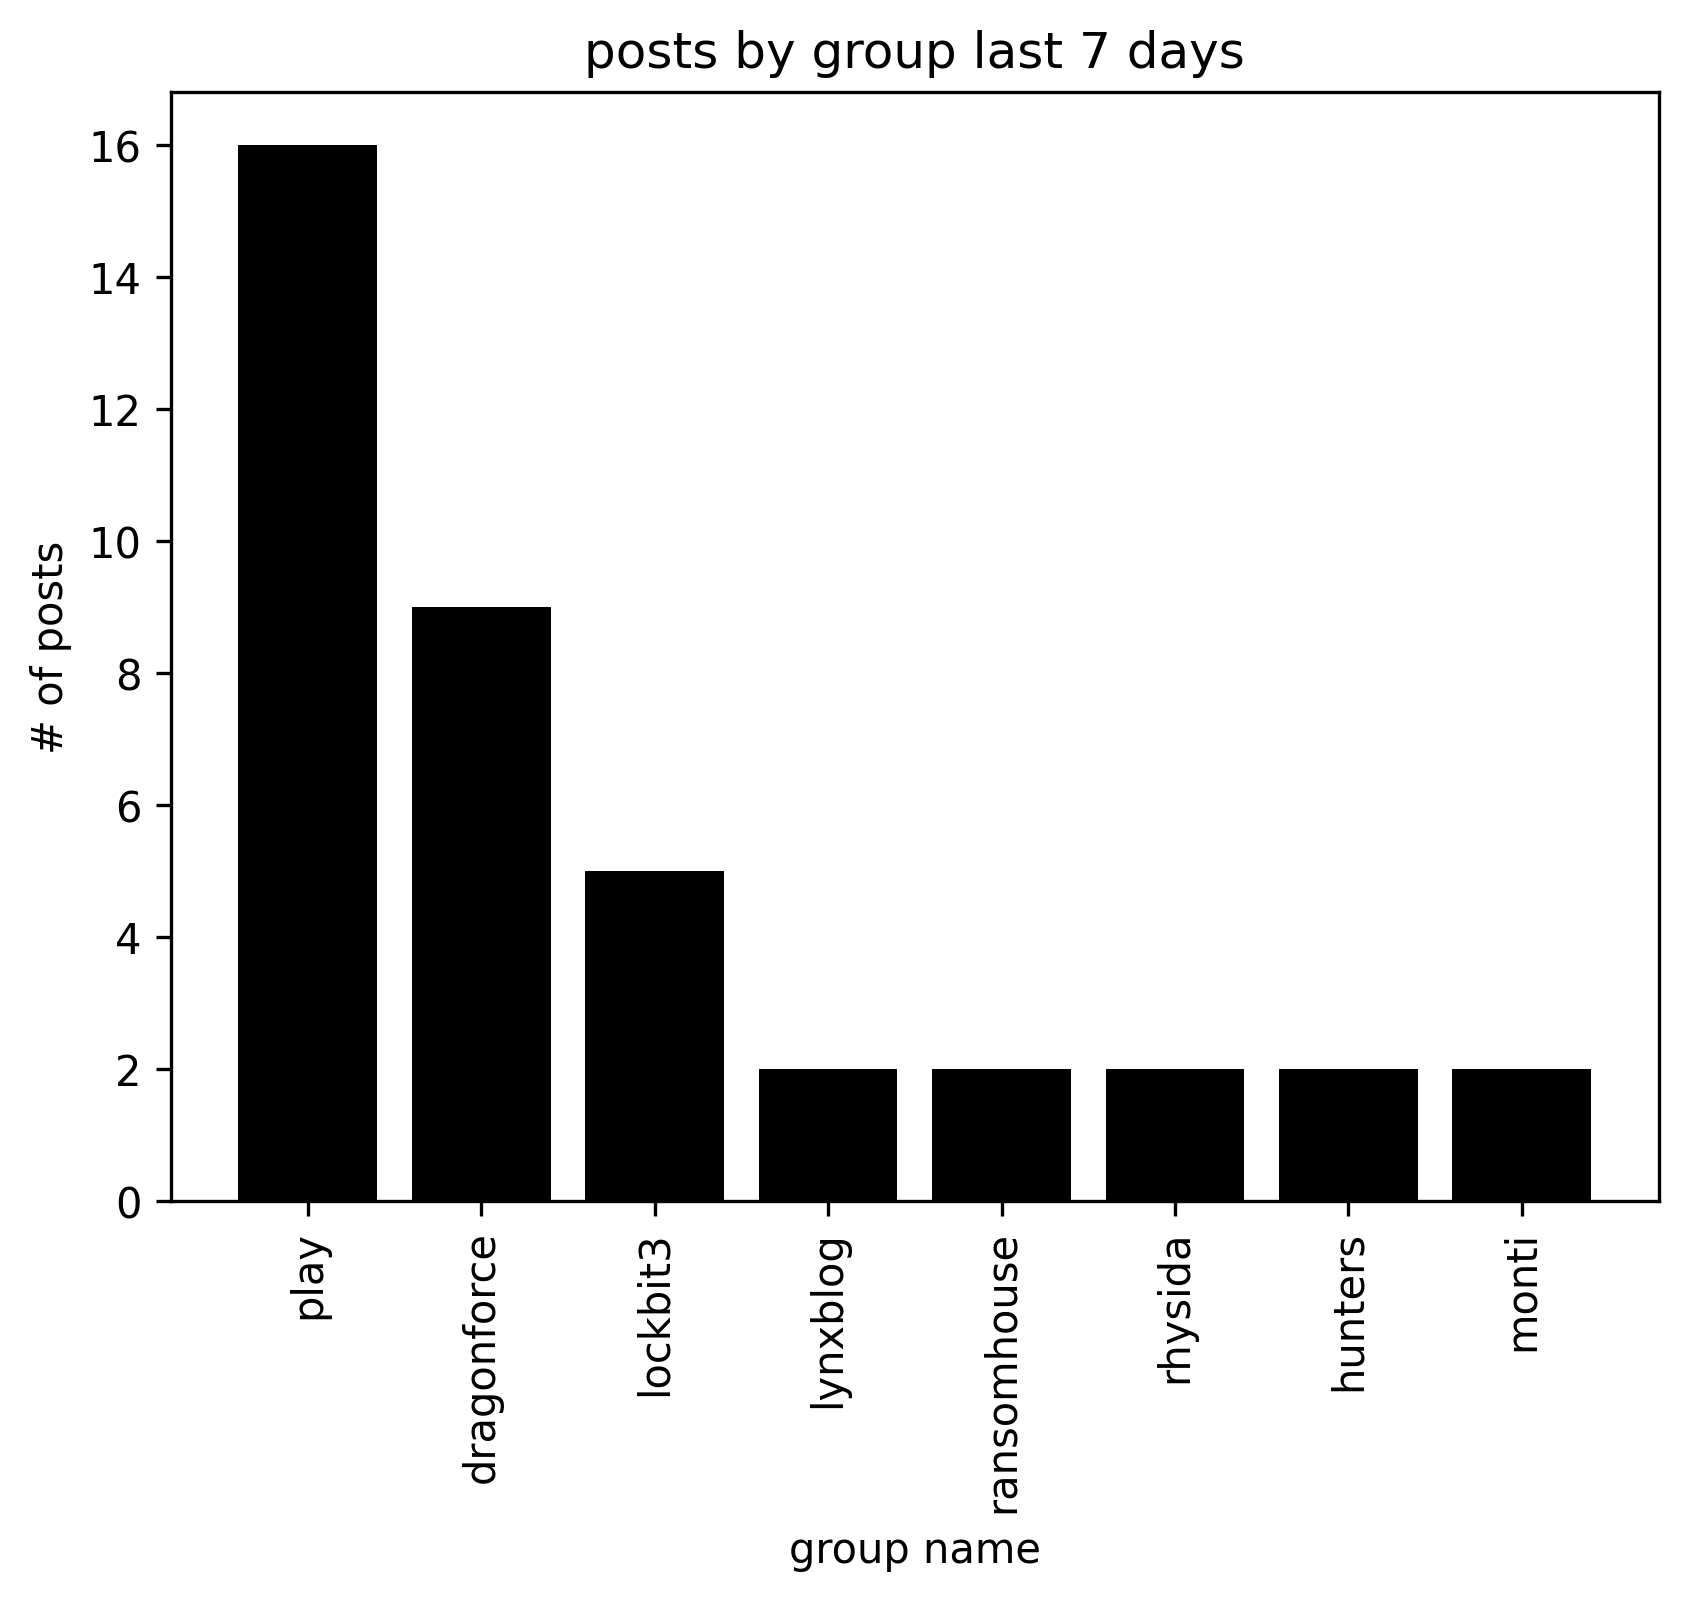 posts by group last 7 days
# of posts
16
14
12
10
8
6
4
2
0
play
dragonforce
lockbit3
lynxblog
ransomhouse
rhysida
hunters
monti
group name